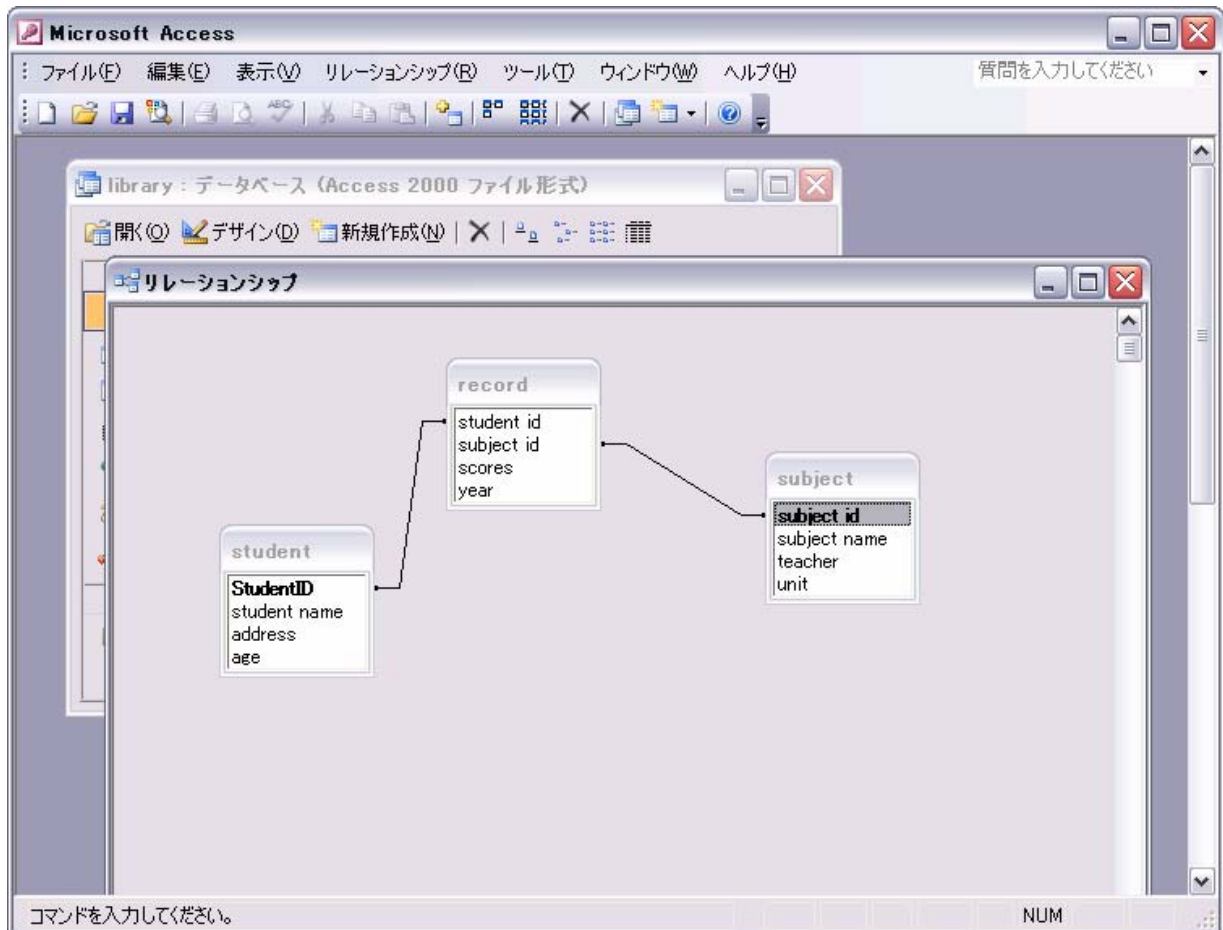 Microsoft Access
ファイル(F) 編集(E) 表示(V) リレーションシップ(R) ツール(T) ウィンドウ(W) ヘルプ(H) 質問を入力してください
library : データベース (Access 2000 ファイル形式)
開く(O) デザイン(D) 新規作成(N)
リレーションシップ
record
student id
subject id
scores
year
subject
subject id
subject name
teacher
unit
student
StudentID
student name
address
age
コマンドを入力してください。 NUM